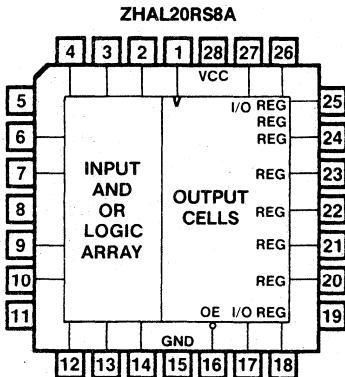 ZHAL20RS8A
4 3 2 1 28 27 26
VCC
5 I/O REG 25
REG
6 REG 24
7 INPUT REG 23
AND
8 OR OUTPUT REG 22
LOGIC CELLS
9 ARRAY REG 21
10 REG 20
11 OE I/O REG 19
GND
12 13 14 15 16 17 18